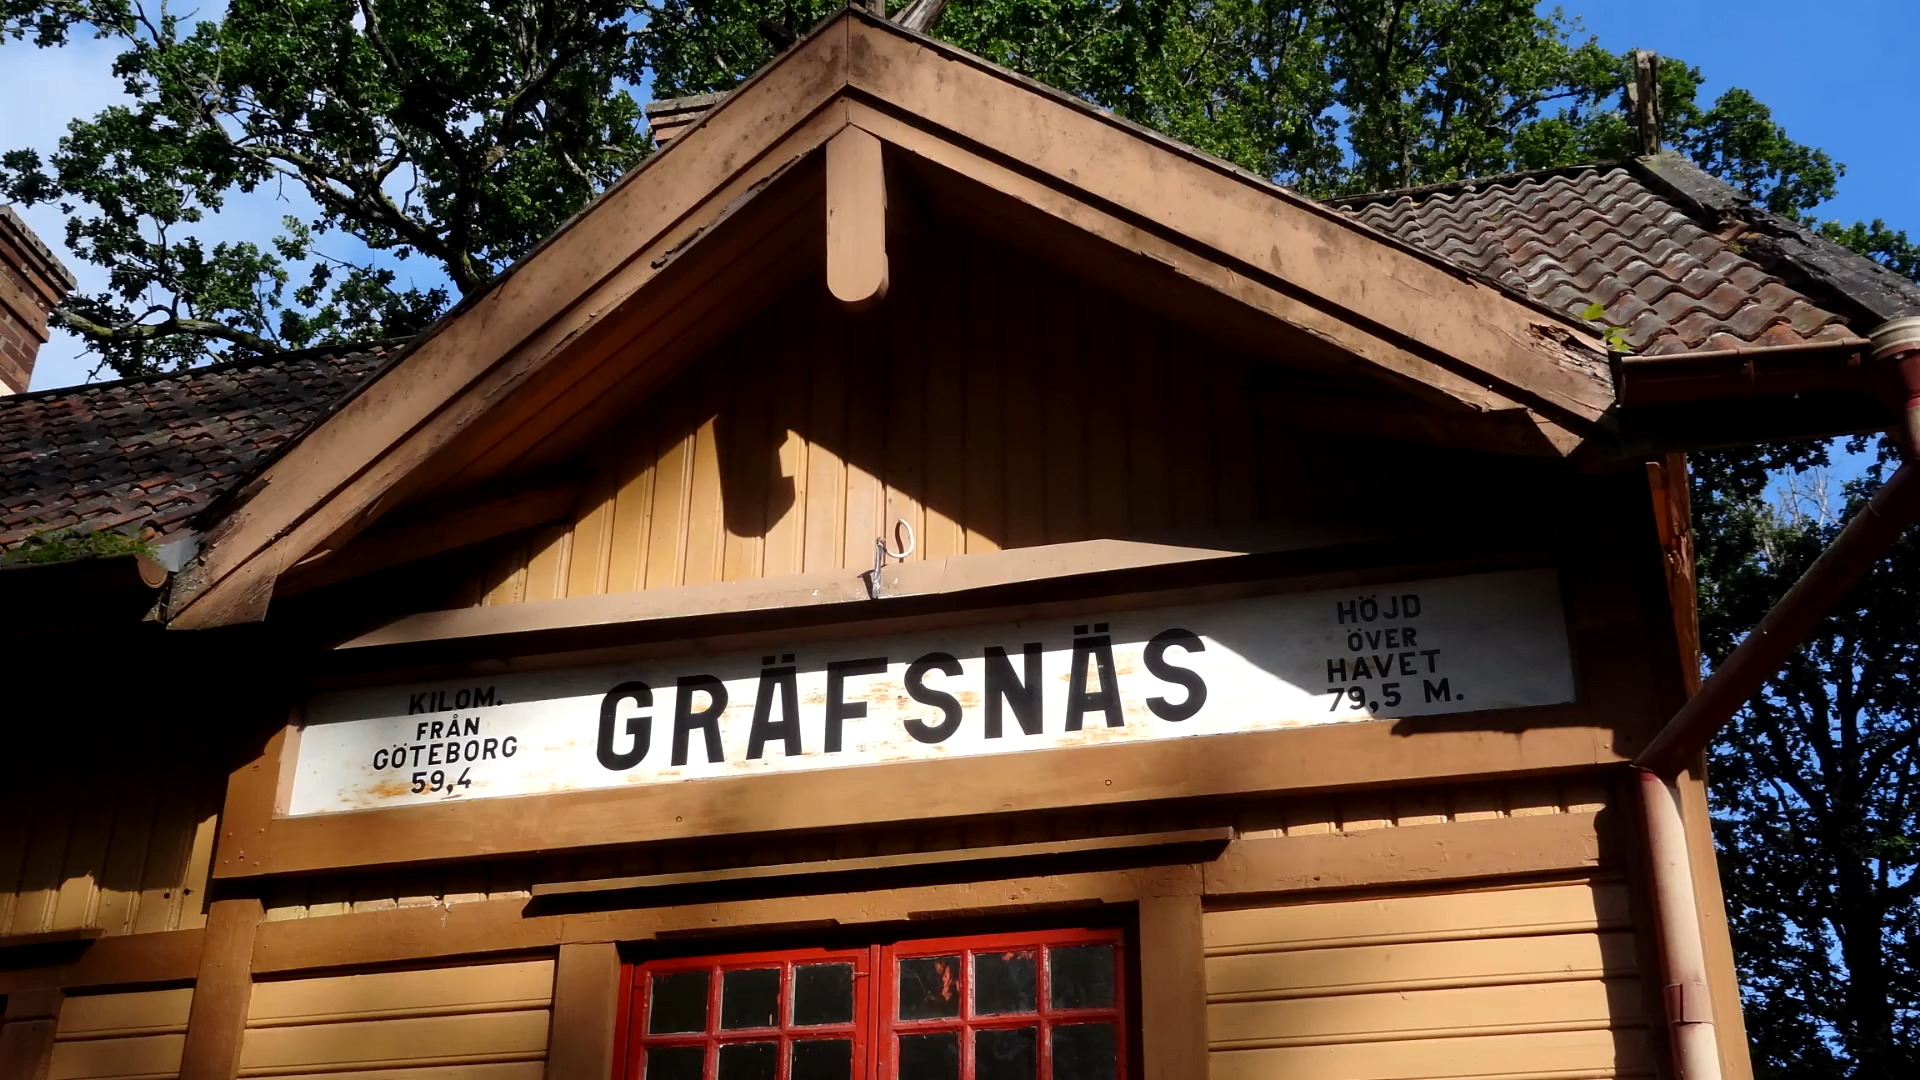 KILOM.
FRÅN
GÖTEBORG
59,4
GRÄFSNÄS
HÖJD
ÖVER
HAVET
79,5 M.